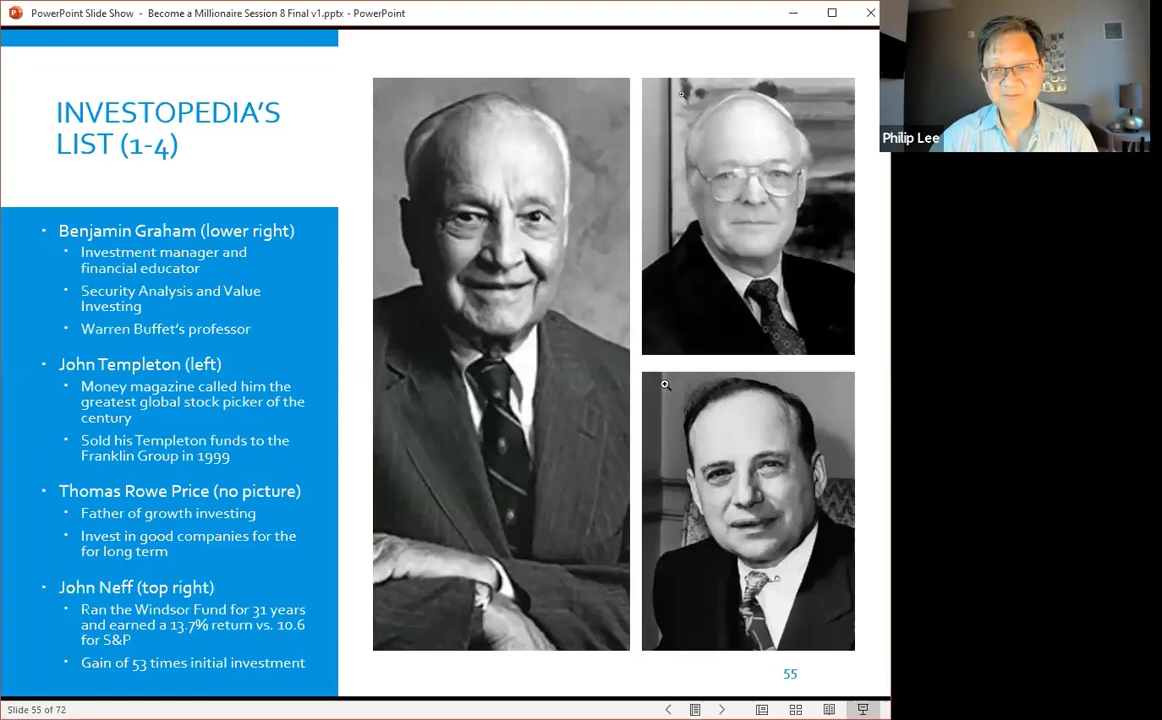 PowerPoint Slide Show - Become a Millionaire Session 8 Final v1.pptx - PowerPoint
Philip Lee
INVESTOPEDIA'S
LIST (1-4)
Benjamin Graham (lower right)
Investment manager and
financial educator
Security Analysis and Value
Investing
Warren Buffet's professor
John Templeton (left)
Money magazine called him the
greatest global stock picker of the
century
Sold his Templeton funds to the
Franklin Group in 1999
Thomas Rowe Price (no picture)
Father of growth investing
Invest in good companies for the
for long term
John Neff (top right)
Ran the Windsor Fund for 31 years
and earned a 13.7% return vs. 10.6
for S&P
Gain of 53 times initial investment
55
Slide 55 of 72